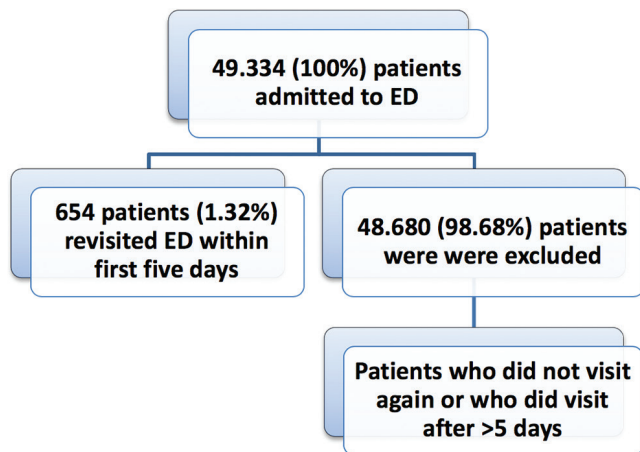 49.334 (100%) patients
admitted to ED
654 patients (1.32%)
revisited ED within
first five days
48.680 (98.68%) patients
were were excluded
Patients who did not visit
again or who did visit
after >5 days